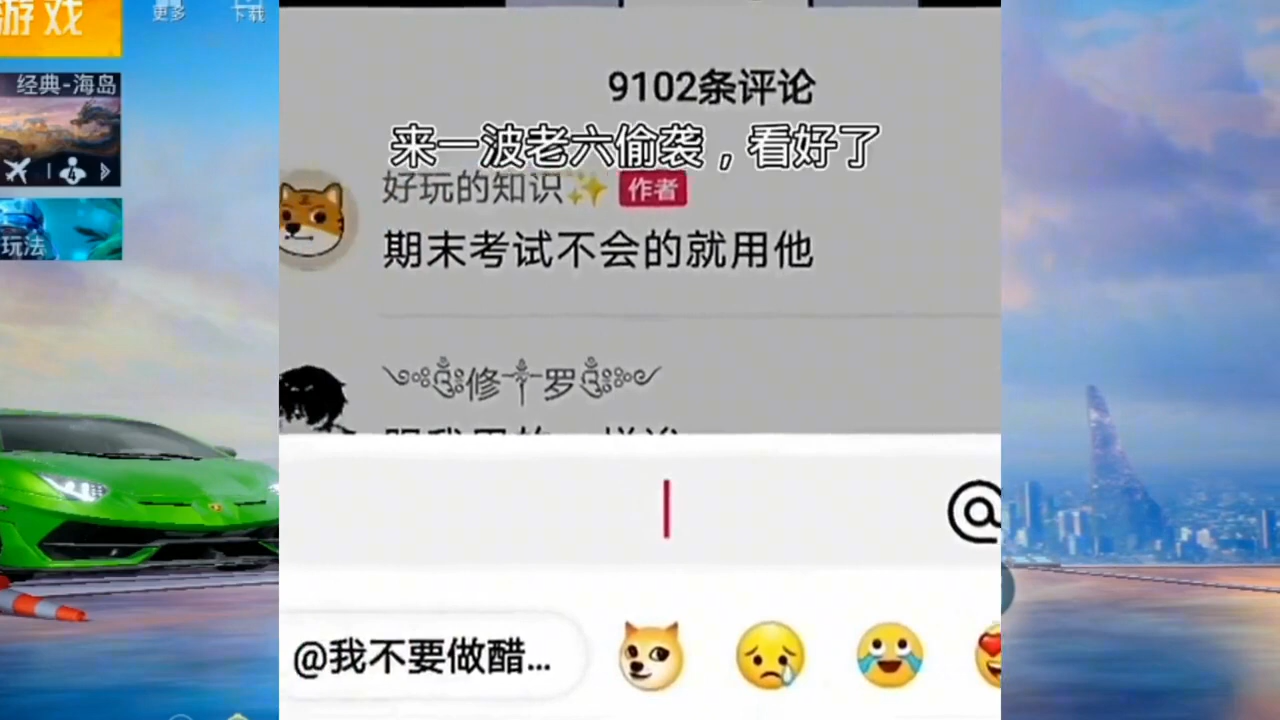 游戏
更多
下载
经典-海岛
4
玩法
9102条评论
来一波老六偷袭，看好了
好玩的知识✨ 作者
期末考试不会的就用他
修 罗
@
@我不要做醋...